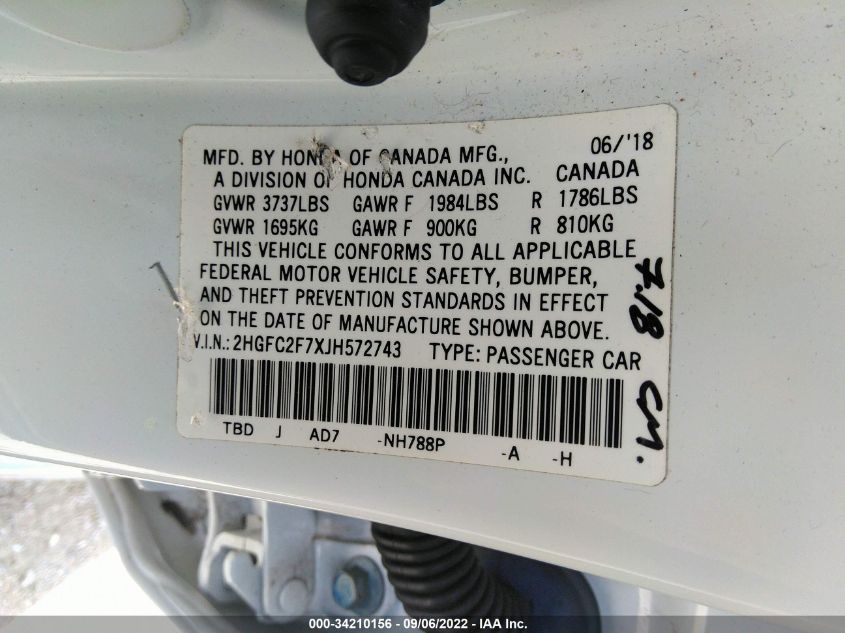 06/'18
MFD. BY HONDA OF CANADA MFG.,
A DIVISION OF HONDA CANADA INC. CANADA
GVWR 3737LBS GAWR F 1984LBS R 1786LBS
GVWR 1695KG GAWR F 900KG R 810KG
THIS VEHICLE CONFORMS TO ALL APPLICABLE
FEDERAL MOTOR VEHICLE SAFETY, BUMPER,
AND THEFT PREVENTION STANDARDS IN EFFECT
ON THE DATE OF MANUFACTURE SHOWN ABOVE.
V.I.N.: 2HGFC2F7XJH572743 TYPE: PASSENGER CAR
TBD J AD7 -NH788P -A -H
7.18 CM.
000-34210156 - 09/06/2022 - IAA Inc.